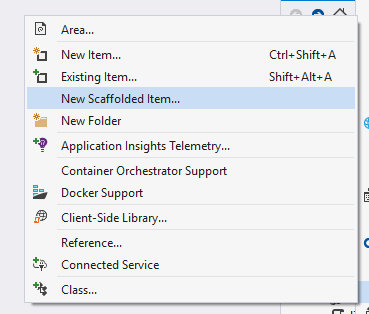 Area...
New Item... Ctrl+Shift+A
Existing Item... Shift+Alt+A
New Scaffolded Item...
New Folder
Application Insights Telemetry...
Container Orchestrator Support
Docker Support
Client-Side Library...
Reference...
Connected Service
Class...